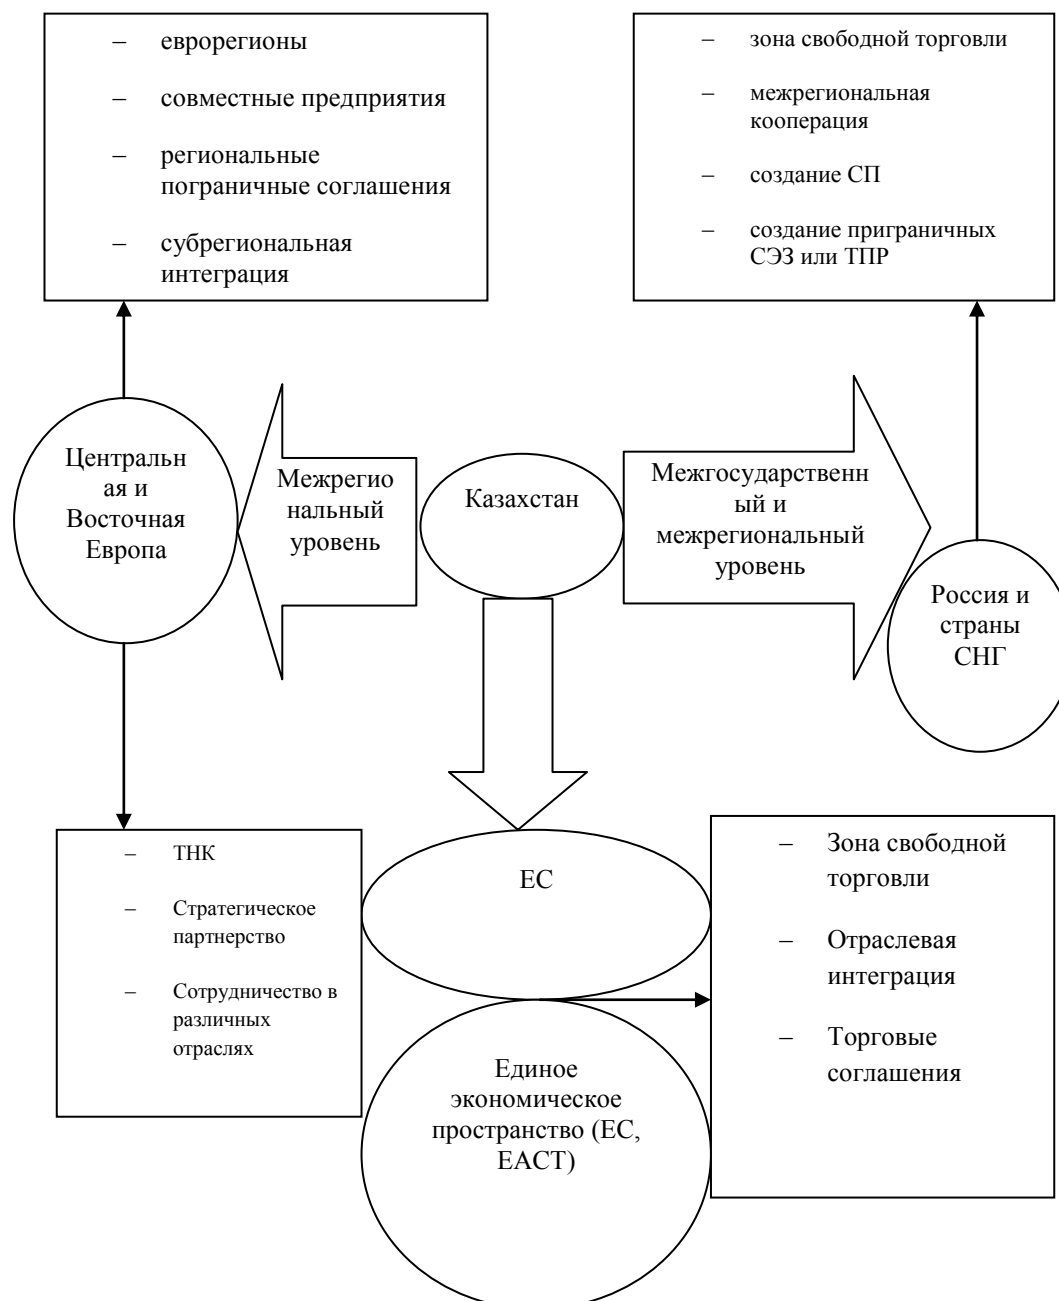 – еврорегионы
– совместные предприятия
– региональные
пограничные соглашения
– субрегиональная
интеграция
– зона свободной торговли
– межрегиональная
кооперация
– создание СП
– создание приграничных
СЭЗ или ТПР
Центральн
ая и
Восточная
Европа
Межрегио
нальный
уровень
Казахстан
Межгосударственн
ый и
межрегиональный
уровень
Россия и
страны
СНГ
– ТНК
– Стратегическое
партнерство
– Сотрудничество в
различных
отраслях
ЕС
– Зона свободной
торговли
– Отраслевая
интеграция
– Торговые
соглашения
Единое
экономическое
пространство (ЕС,
ЕАСТ)